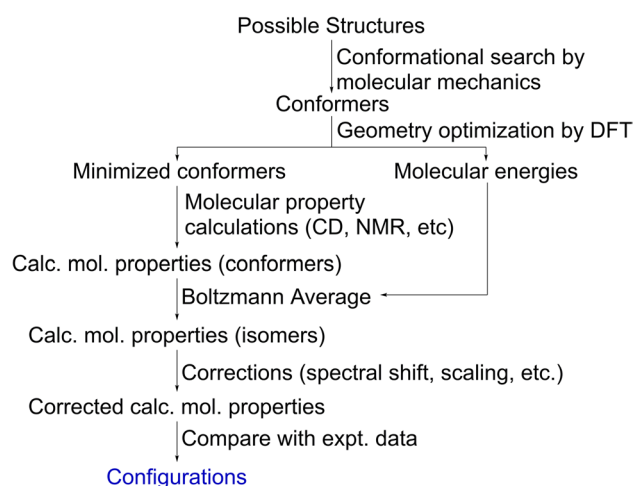 Possible Structures
Conformational search by
molecular mechanics
Conformers
Geometry optimization by DFT
Minimized conformers
Molecular energies
Molecular property
calculations (CD, NMR, etc)
Calc. mol. properties (conformers)
Boltzmann Average
Calc. mol. properties (isomers)
Corrections (spectral shift, scaling, etc.)
Corrected calc. mol. properties
Compare with expt. data
Configurations